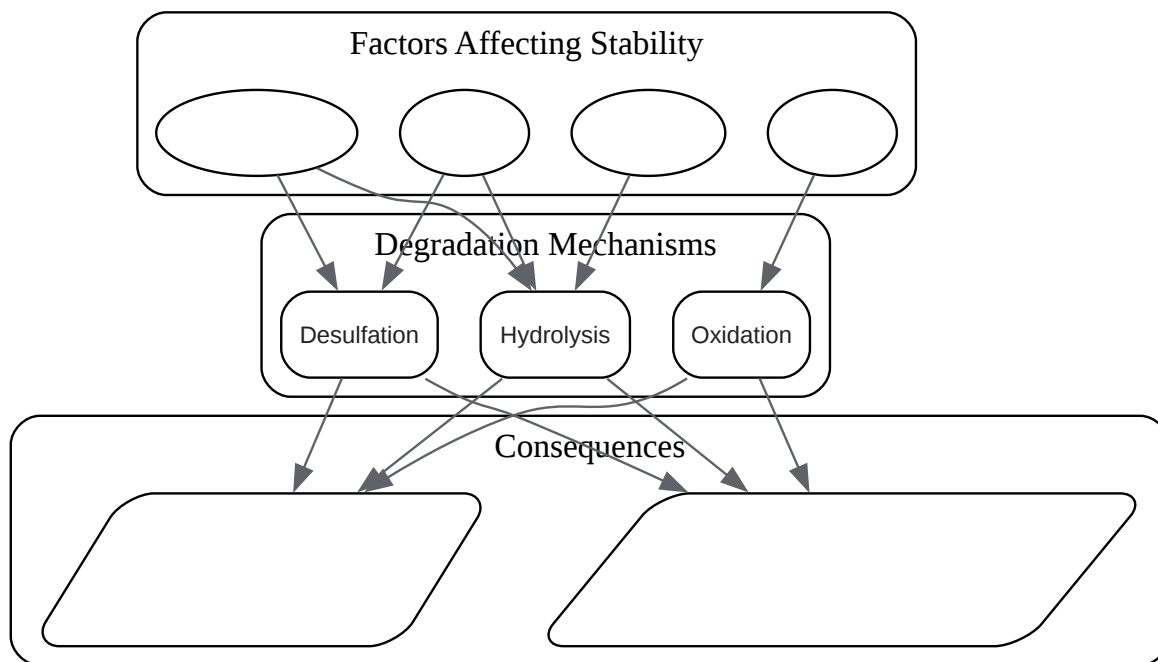 Factors Affecting Stability
Degradation Mechanisms
Desulfation
Hydrolysis
Oxidation
Consequences